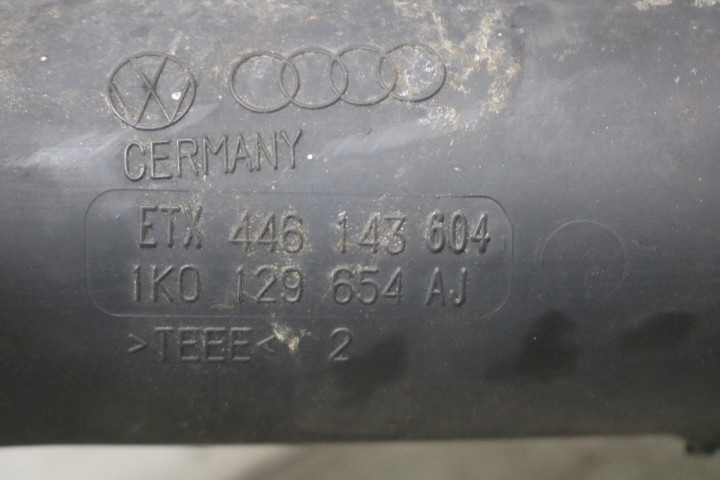 GERMANY
ETX 446 143 604
1K0 129 654 AJ
>TEEE< 2